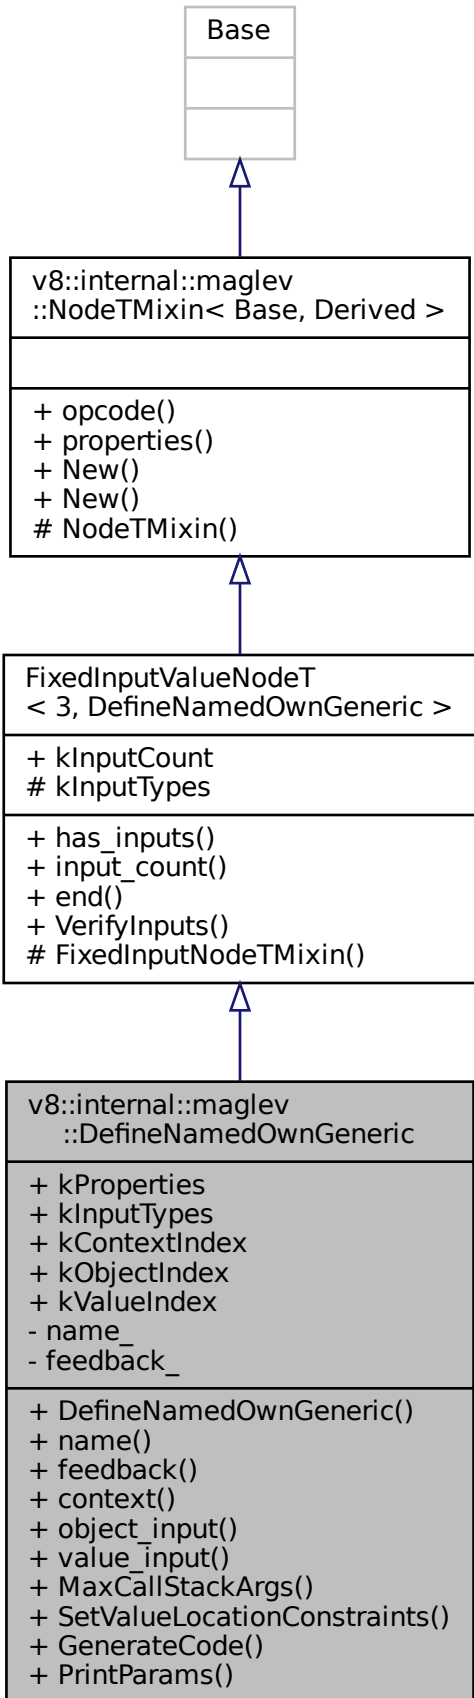 Base
v8::internal::maglev
::NodeTMixin< Base, Derived >
+ opcode()
+ properties()
+ New()
+ New()
# NodeTMixin()
FixedInputValueNodeT
< 3, DefineNamedOwnGeneric >
+ kInputCount
# kInputTypes
+ has_inputs()
+ input_count()
+ end()
+ VerifyInputs()
# FixedInputNodeTMixin()
v8::internal::maglev
::DefineNamedOwnGeneric
+ kProperties
+ kInputTypes
+ kContextIndex
+ kObjectIndex
+ kValueIndex
- name_
- feedback_
+ DefineNamedOwnGeneric()
+ name()
+ feedback()
+ context()
+ object_input()
+ value_input()
+ MaxCallStackArgs()
+ SetValueLocationConstraints()
+ GenerateCode()
+ PrintParams()